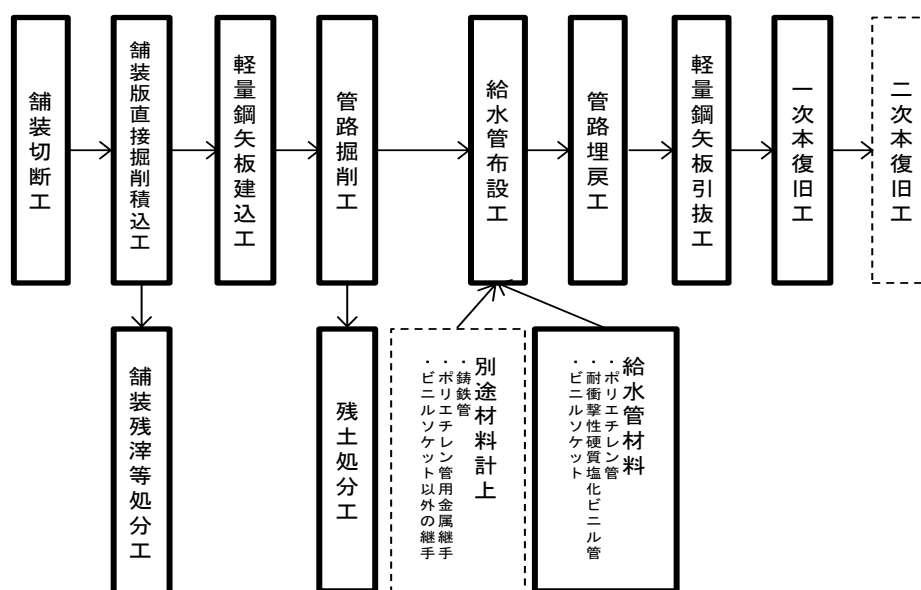 舗装切断工
舗装版直接掘削積込工
軽量鋼矢板建込工
管路掘削工
給水管布設工
管路埋戻工
軽量鋼矢板引抜工
一次本復旧工
二次本復旧工
舗装残滓等処分工
残土処分工
別途材料計上
・鋳鉄管
・ポリエチレン管用金属継手
・ビニルソケット以外の継手
給水管材料
・ポリエチレン管
・耐衝撃性硬質塩化ビニル管
・ビニルソケット